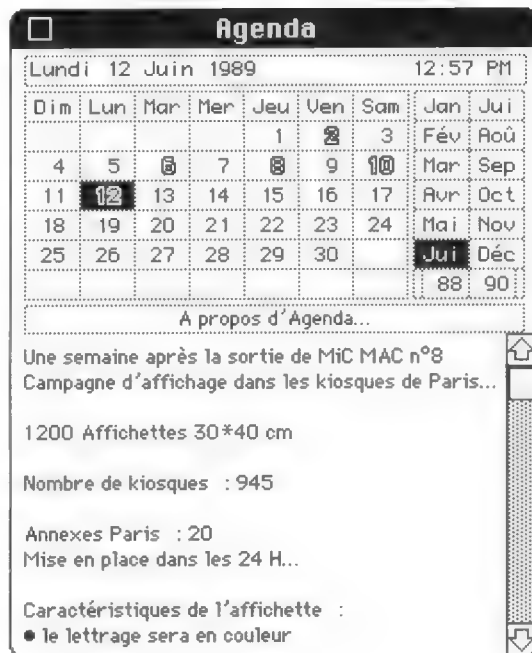 Agenda
Lundi 12 Juin 1989 12:57 PM
Dim Lun Mar Mer Jeu Ven Sam Jan Jui
1 2 3 Fév Aoû
4 5 6 7 8 9 10 Mar Sep
11 12 13 14 15 16 17 Avr Oct
18 19 20 21 22 23 24 Mai Nov
25 26 27 28 29 30 Jui Déc
88 90
A propos d'Agenda...
Une semaine après la sortie de MiC MAC n°8
Campagne d'affichage dans les kiosques de Paris...
1200 Affichettes 30*40 cm
Nombre de kiosques : 945
Annexes Paris : 20
Mise en place dans les 24 H...
Caractéristiques de l'affichette :
● le lettrage sera en couleur